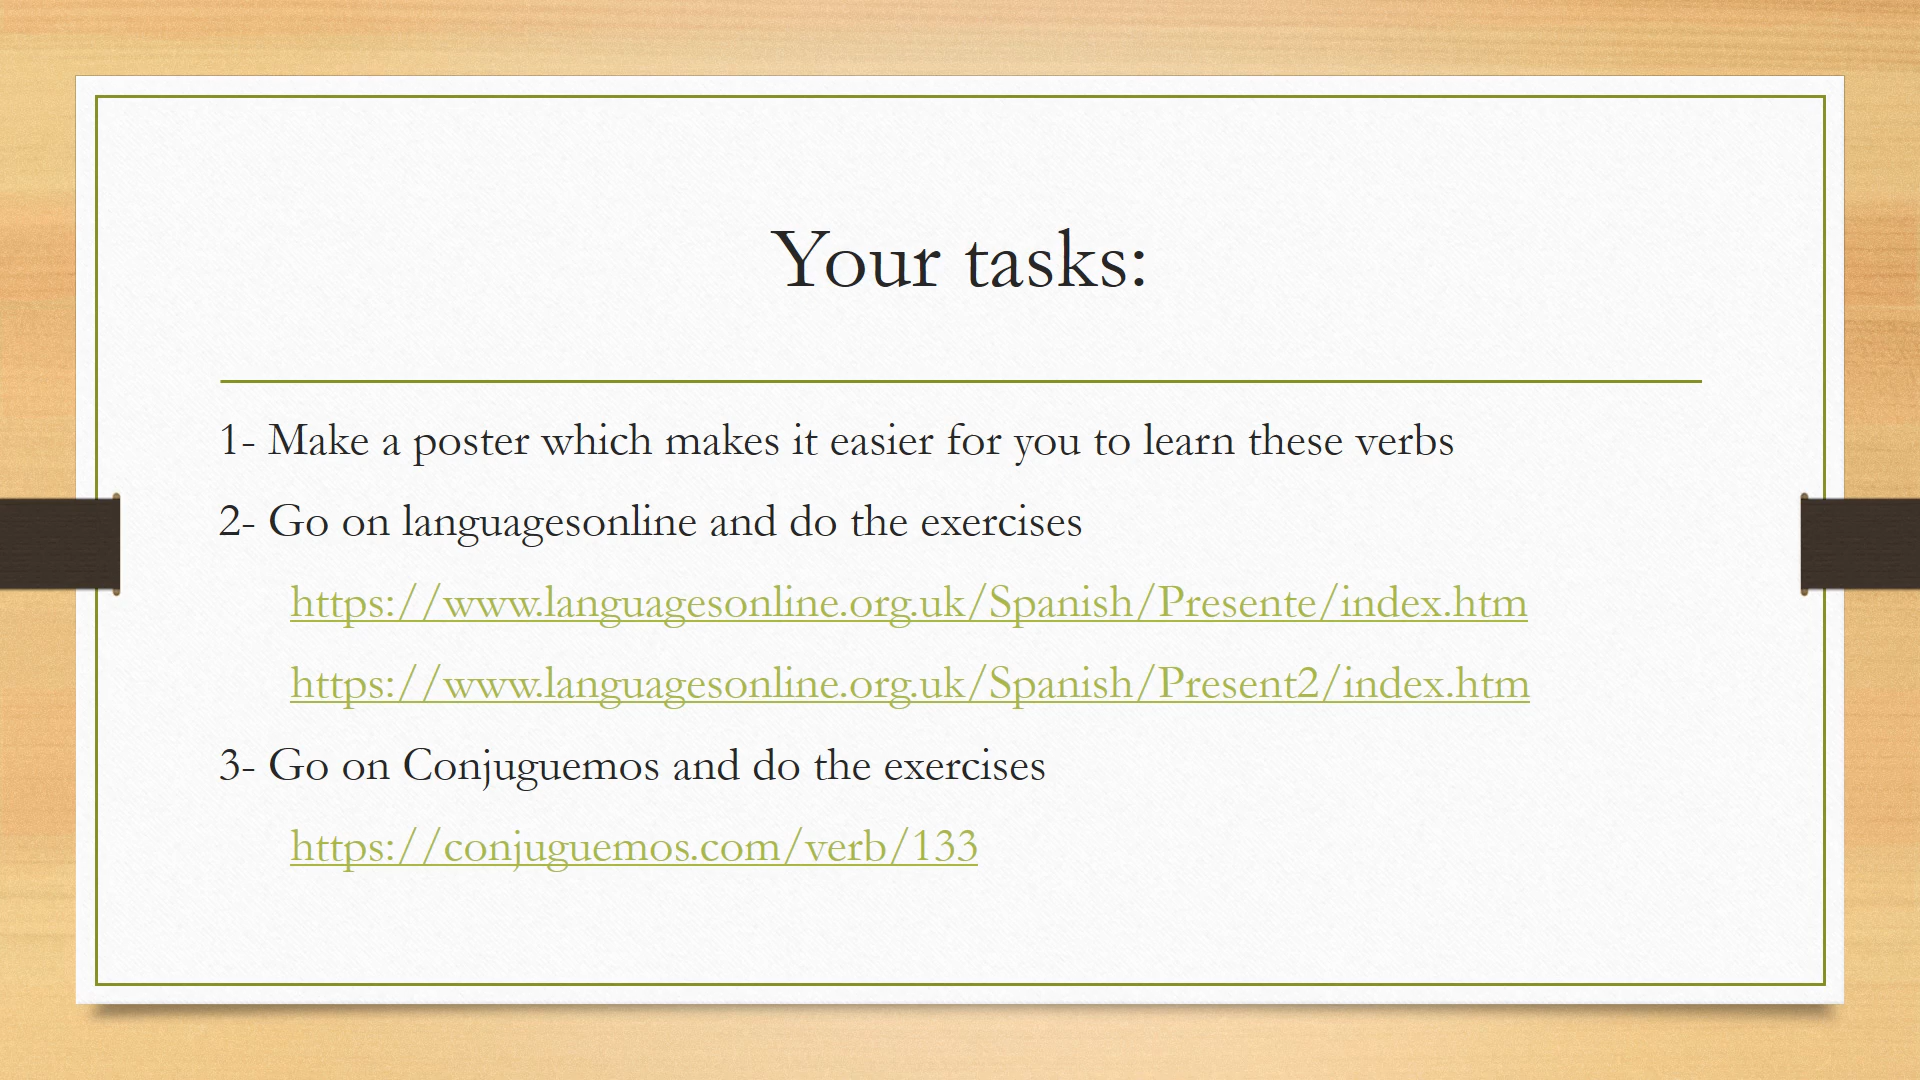 Your tasks:
1- Make a poster which makes it easier for you to learn these verbs
2- Go on languagesonline and do the exercises
https://www.languagesonline.org.uk/Spanish/Presente/index.htm
https://www.languagesonline.org.uk/Spanish/Present2/index.htm
3- Go on Conjuguemos and do the exercises
https://conjuguemos.com/verb/133